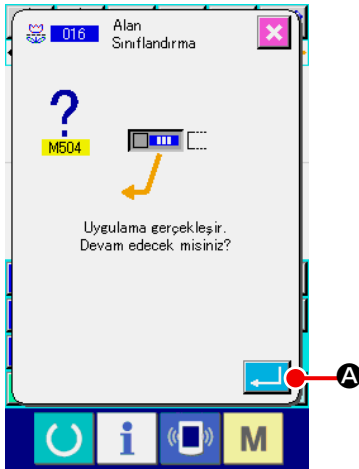 016
Alan
Sınıflandırma
?
M504
Uygulama gerçekleşir.
Devam edecek misiniz?
A
i
M